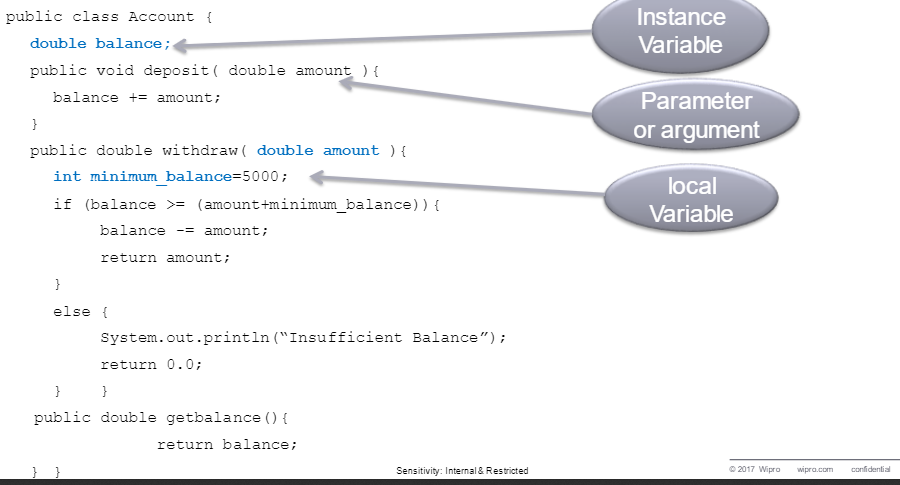 public class Account {
double balance;
public void deposit( double amount ){
balance += amount;
}
public double withdraw( double amount ){
int minimum_balance=5000;
if (balance >= (amount+minimum_balance)){
balance -= amount;
return amount;
}
else {
System.out.println(“Insufficient Balance”);
return 0.0;
} }
public double getbalance(){
return balance;
} }
Instance
Variable
Parameter
or argument
local
Variable
Sensitivity: Internal & Restricted
© 2017 Wipro wipro.com confidential